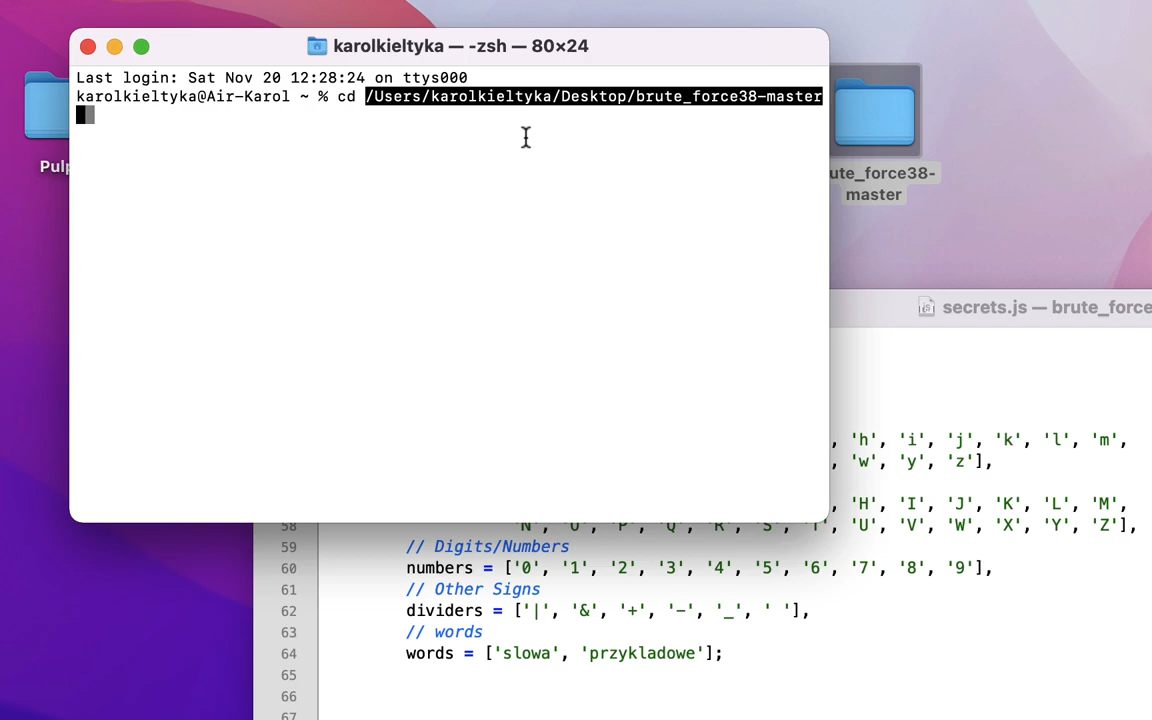 karolkieltyka — -zsh — 80×24
Last login: Sat Nov 20 12:28:24 on ttys000
karolkieltyka@Air-Karol ~ % cd /Users/karolkieltyka/Desktop/brute_force38-master
Pulp
ute_force38-
master
secrets.js — brute_force
, 'h', 'i', 'j', 'k', 'l', 'm',
, 'w', 'y', 'z'],
, 'H', 'I', 'J', 'K', 'L', 'M',
58 'N', 'O', 'P', 'Q', 'R', 'S', 'T', 'U', 'V', 'W', 'X', 'Y', 'Z'],
59 // Digits/Numbers
60 numbers = ['0', '1', '2', '3', '4', '5', '6', '7', '8', '9'],
61 // Other Signs
62 dividers = ['|', '&', '+', '-', '_', ' '],
63 // words
64 words = ['slowa', 'przykladowe'];
65
66
67